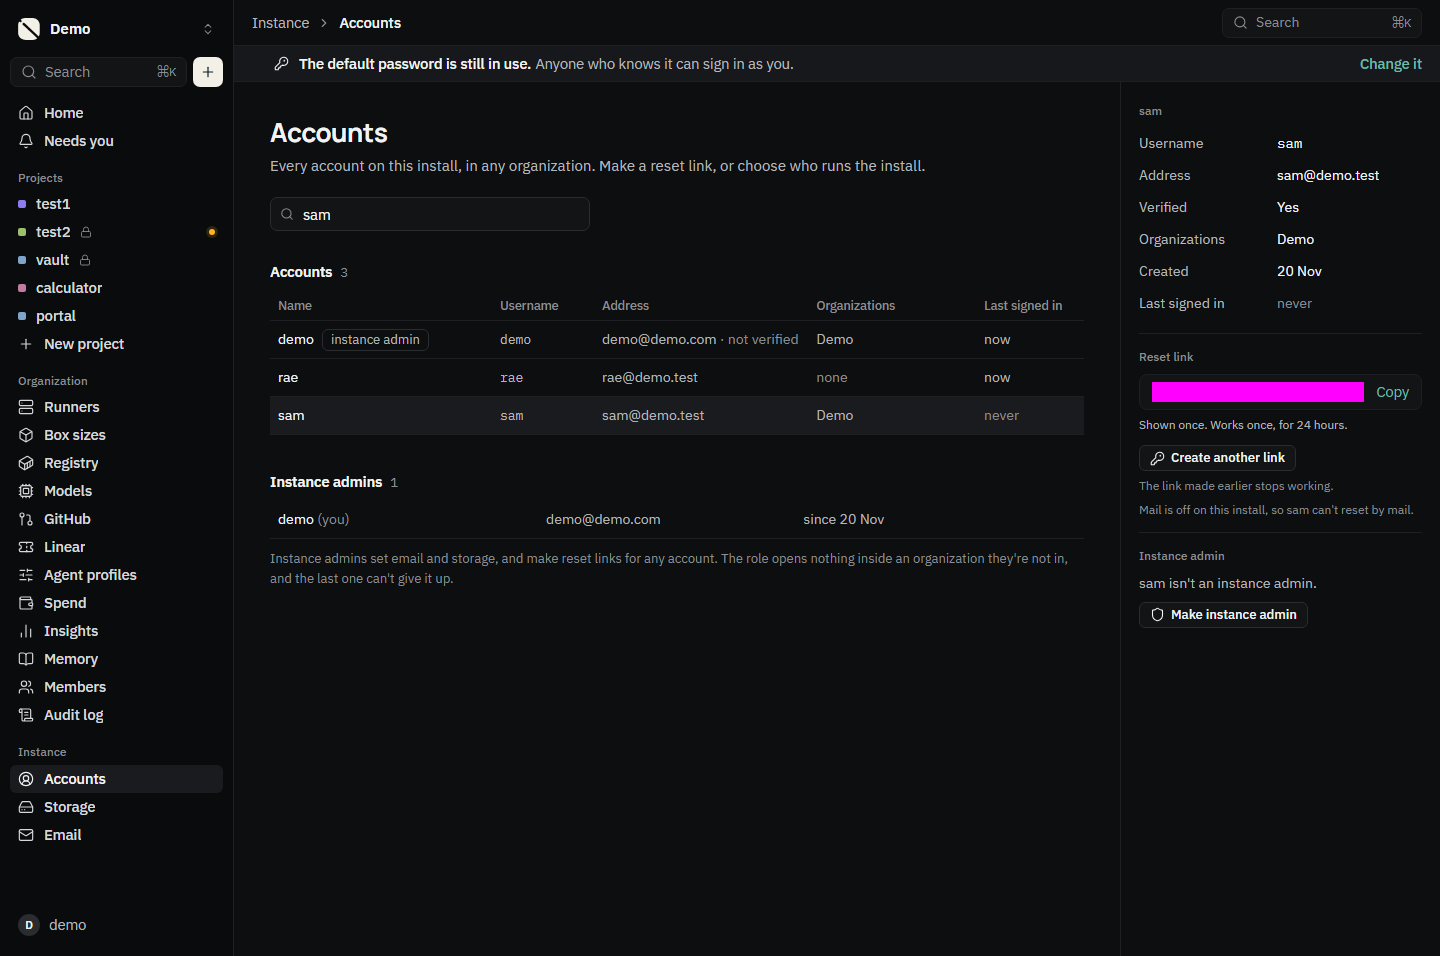 Demo
Search ⌘K
Home
Needs you
Projects
test1
test2
vault
calculator
portal
New project
Organization
Runners
Box sizes
Registry
Models
GitHub
Linear
Agent profiles
Spend
Insights
Memory
Members
Audit log
Instance
Accounts
Storage
Email
D demo
Instance > Accounts
Search ⌘K
The default password is still in use. Anyone who knows it can sign in as you. Change it
Accounts
Every account on this install, in any organization. Make a reset link, or choose who runs the install.
sam
Accounts 3
Name Username Address Organizations Last signed in
demo instance admin demo demo@demo.com · not verified Demo now
rae rae rae@demo.test none now
sam sam sam@demo.test Demo never
Instance admins 1
demo (you) demo@demo.com since 20 Nov
Instance admins set email and storage, and make reset links for any account. The role opens nothing inside an organization they're not in,
and the last one can't give it up.
sam
Username sam
Address sam@demo.test
Verified Yes
Organizations Demo
Created 20 Nov
Last signed in never
Reset link
Copy
Shown once. Works once, for 24 hours.
Create another link
The link made earlier stops working.
Mail is off on this install, so sam can't reset by mail.
Instance admin
sam isn't an instance admin.
Make instance admin